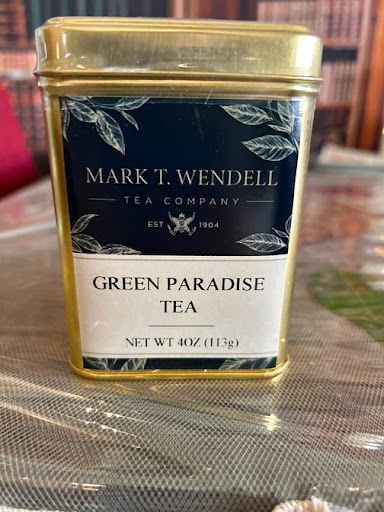 MARK T. WENDELL
TEA COMPANY
EST 1904
GREEN PARADISE
TEA
NET WT 4OZ (113g)